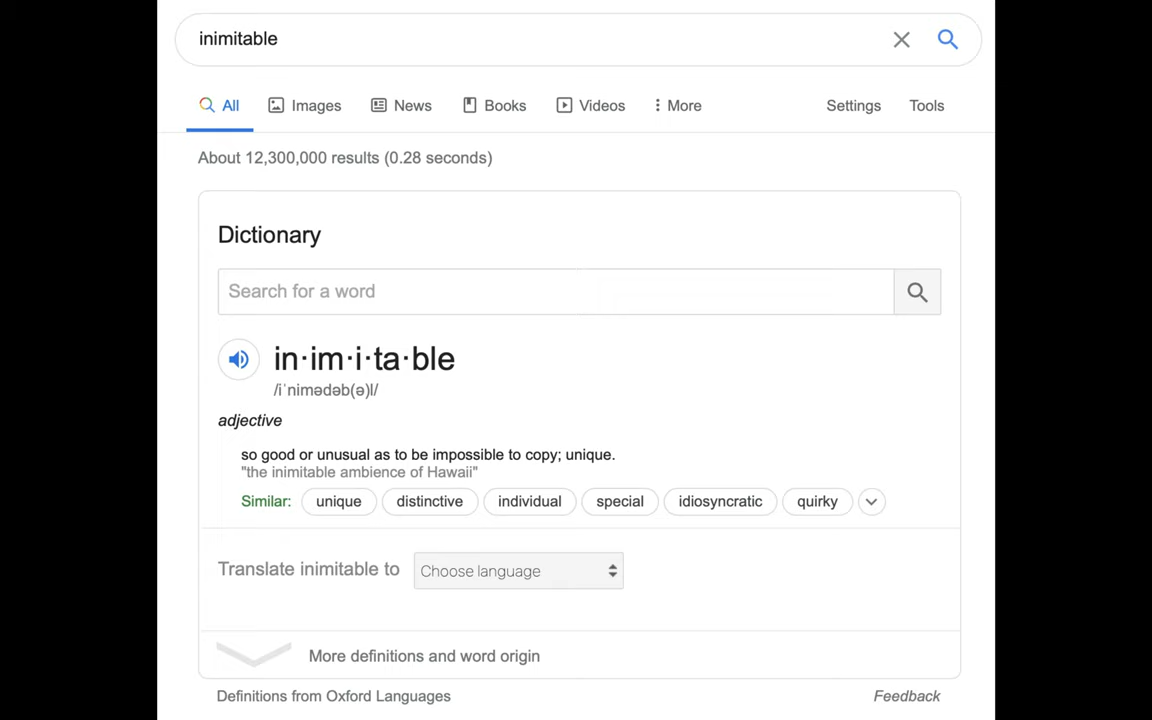 inimitable
All Images News Books Videos More Settings Tools
About 12,300,000 results (0.28 seconds)
Dictionary
Search for a word
in·im·i·ta·ble
/iˈnimədəb(ə)l/
adjective
so good or unusual as to be impossible to copy; unique.
"the inimitable ambience of Hawaii"
Similar: unique distinctive individual special idiosyncratic quirky
Translate inimitable to Choose language
More definitions and word origin
Definitions from Oxford Languages Feedback